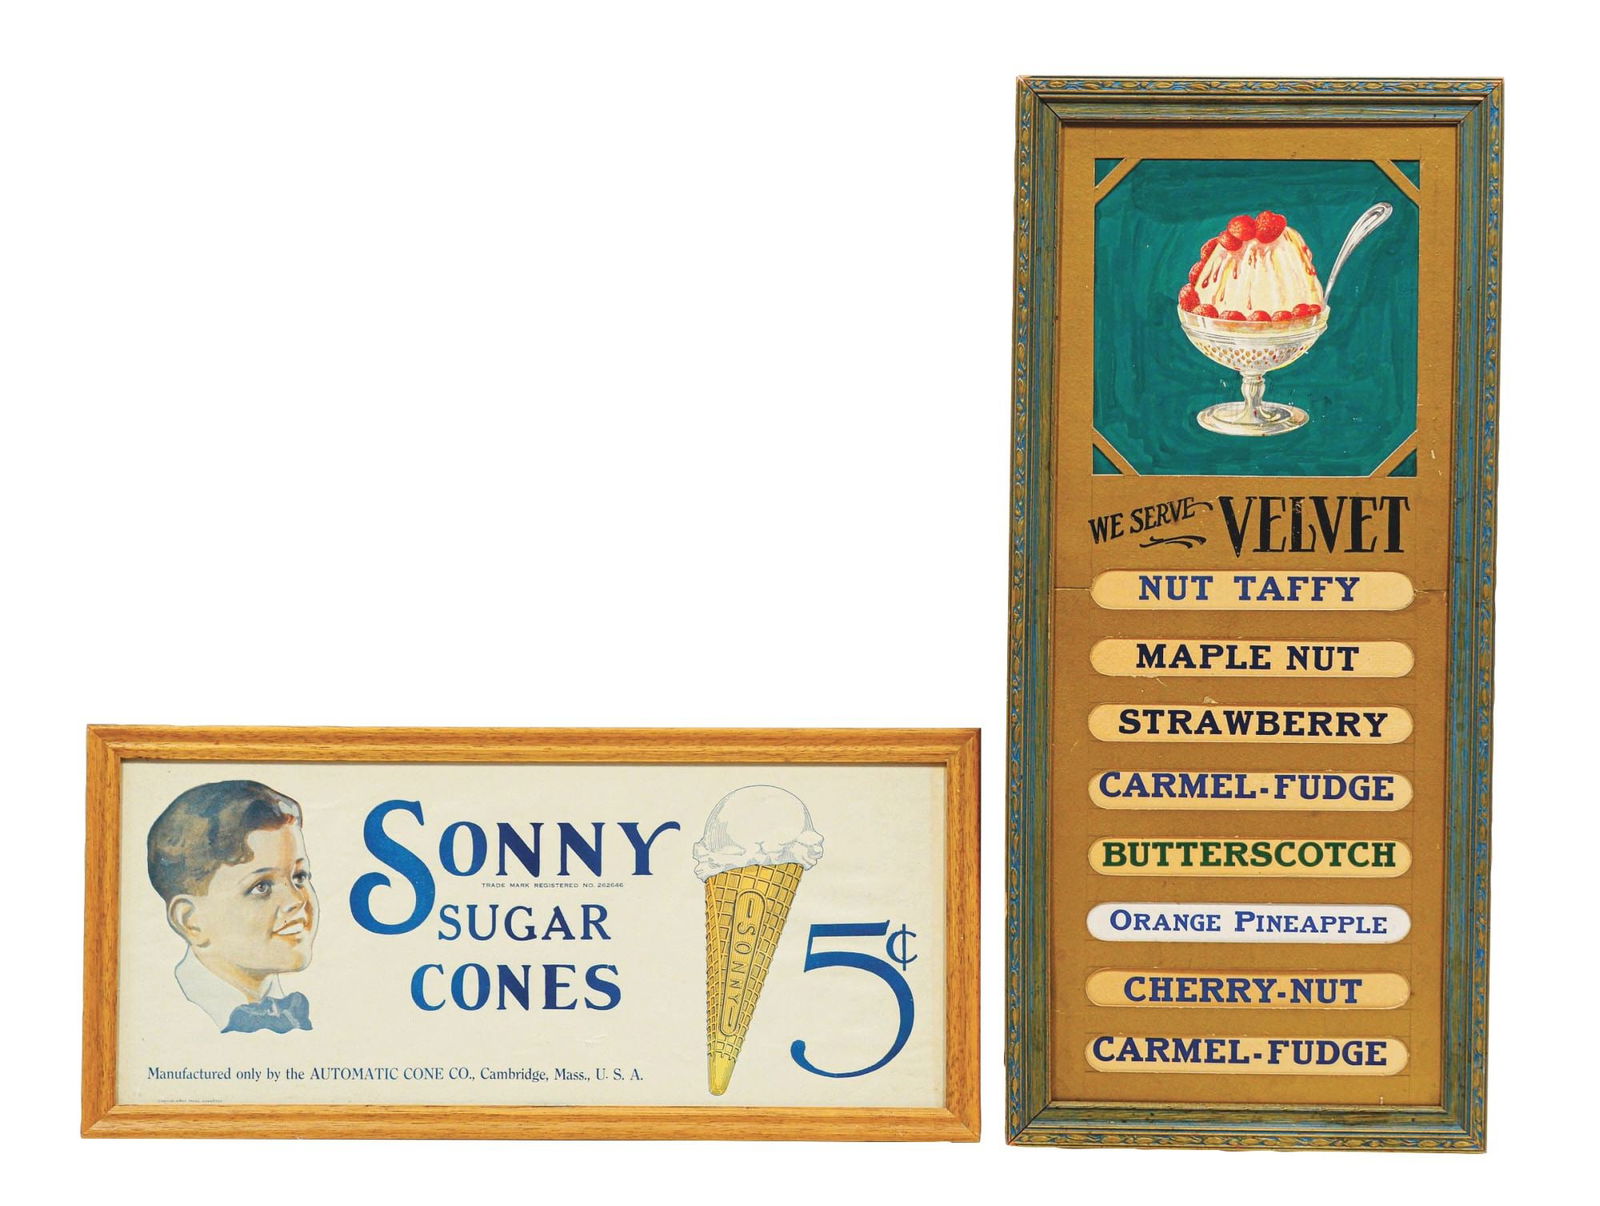 SONNY
TRADE MARK REGISTERED NO. 262646
SUGAR
CONES
SONNY
5¢
Manufactured only by the AUTOMATIC CONE CO., Cambridge, Mass., U. S. A.
WE SERVE VELVET
NUT TAFFY
MAPLE NUT
STRAWBERRY
CARMEL-FUDGE
BUTTERSCOTCH
ORANGE PINEAPPLE
CHERRY-NUT
CARMEL-FUDGE